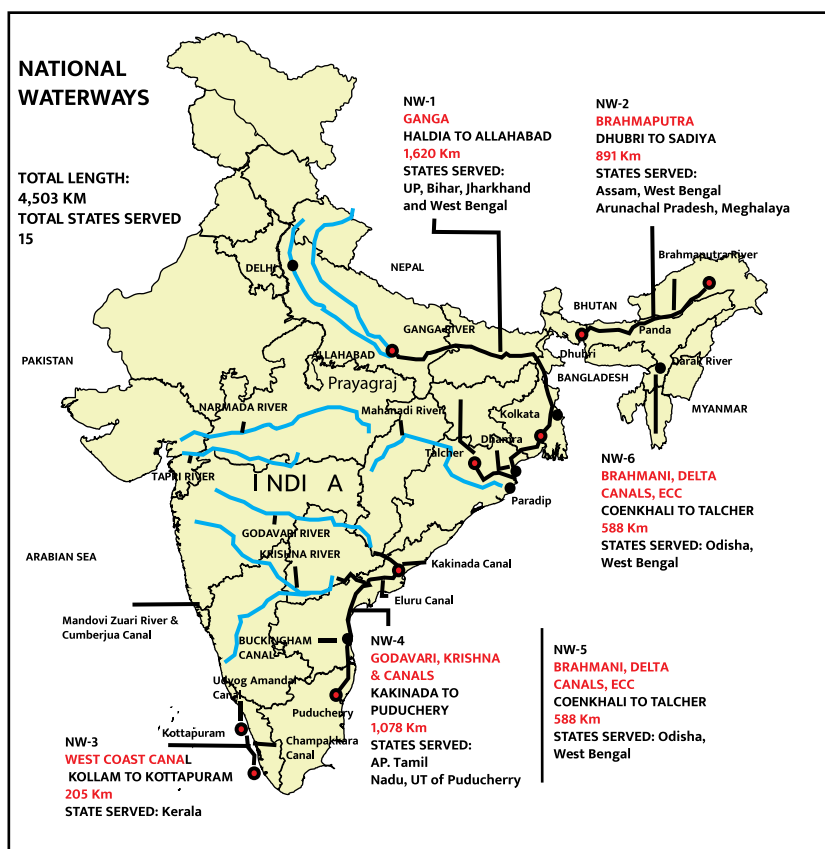 NATIONAL
WATERWAYS
TOTAL LENGTH:
4,503 KM
TOTAL STATES SERVED
15
NW-1
GANGA
HALDIA TO ALLAHABAD
1,620 Km
STATES SERVED:
UP, Bihar, Jharkhand
and West Bengal
NW-2
BRAHMAPUTRA
DHUBRI TO SADIYA
891 Km
STATES SERVED:
Assam, West Bengal
Arunachal Pradesh, Meghalaya
Brahmaputra River
DELHI
NEPAL
BHUTAN
GANGA RIVER
Panda
Dhubri
ALLAHABAD
PAKISTAN
Darak River
BANGLADESH
Prayagraj
NARMADA RIVER
Mahanadi River
Kolkata
MYANMAR
Dhamra
Talcher
TAPRI RIVER
INDI A
Paradip
NW-6
BRAHMANI, DELTA
CANALS, ECC
COENKHALI TO TALCHER
588 Km
STATES SERVED: Odisha,
West Bengal
GODAVARI RIVER
KRISHNA RIVER
ARABIAN SEA
Kakinada Canal
Eluru Canal
Mandovi Zuari River &
Cumberjua Canal
BUCKINGHAM
CANAL
NW-4
GODAVARI, KRISHNA
& CANALS
KAKINADA TO
PUDUCHERY
1,078 Km
STATES SERVED:
AP. Tamil
Nadu, UT of Puducherry
NW-5
BRAHMANI, DELTA
CANALS, ECC
COENKHALI TO TALCHER
588 Km
STATES SERVED: Odisha,
West Bengal
Udyog Amandal
Canal
Puducherry
Kottapuram
Champakkara
Canal
NW-3
WEST COAST CANAL
KOLLAM TO KOTTAPURAM
205 Km
STATE SERVED: Kerala